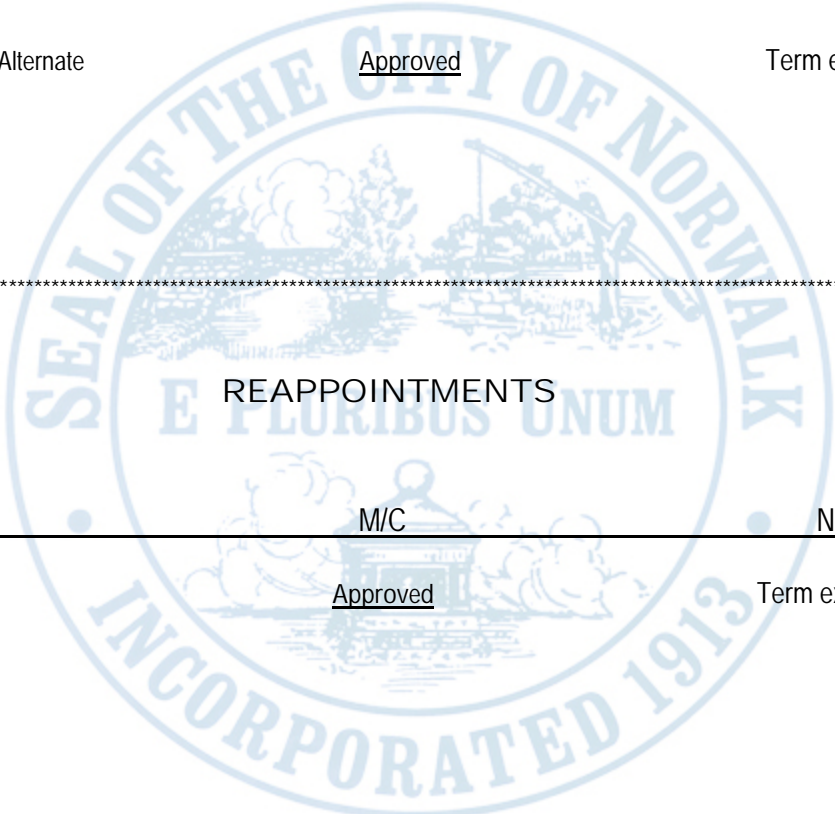 Alternate Approved Term e
SEAL OF THE CITY OF NORWALK
****************************************************************************************************
REAPPOINTMENTS
E PLURIBUS UNUM
M/C N
Approved Term ex
INCORPORATED 1913